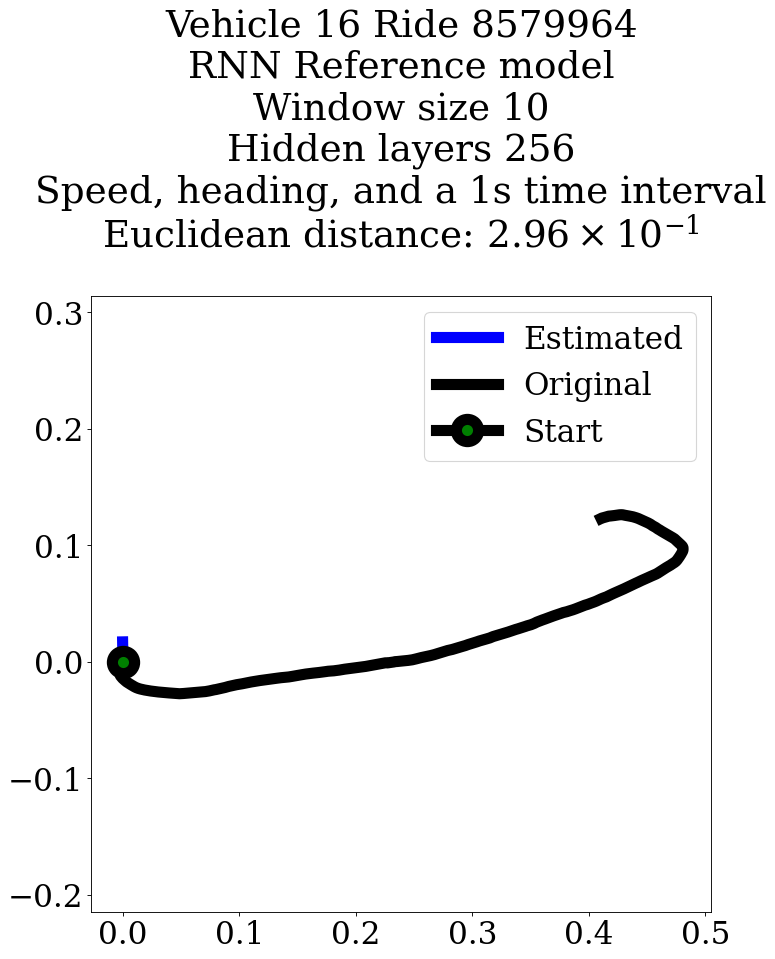 Vehicle 16 Ride 8579964
RNN Reference model
Window size 10
Hidden layers 256
Speed, heading, and a 1s time interval
Euclidean distance: 2.96 × 10⁻¹
0.3
0.2
0.1
0.0
−0.1
−0.2
Estimated
Original
Start
0.0 0.1 0.2 0.3 0.4 0.5